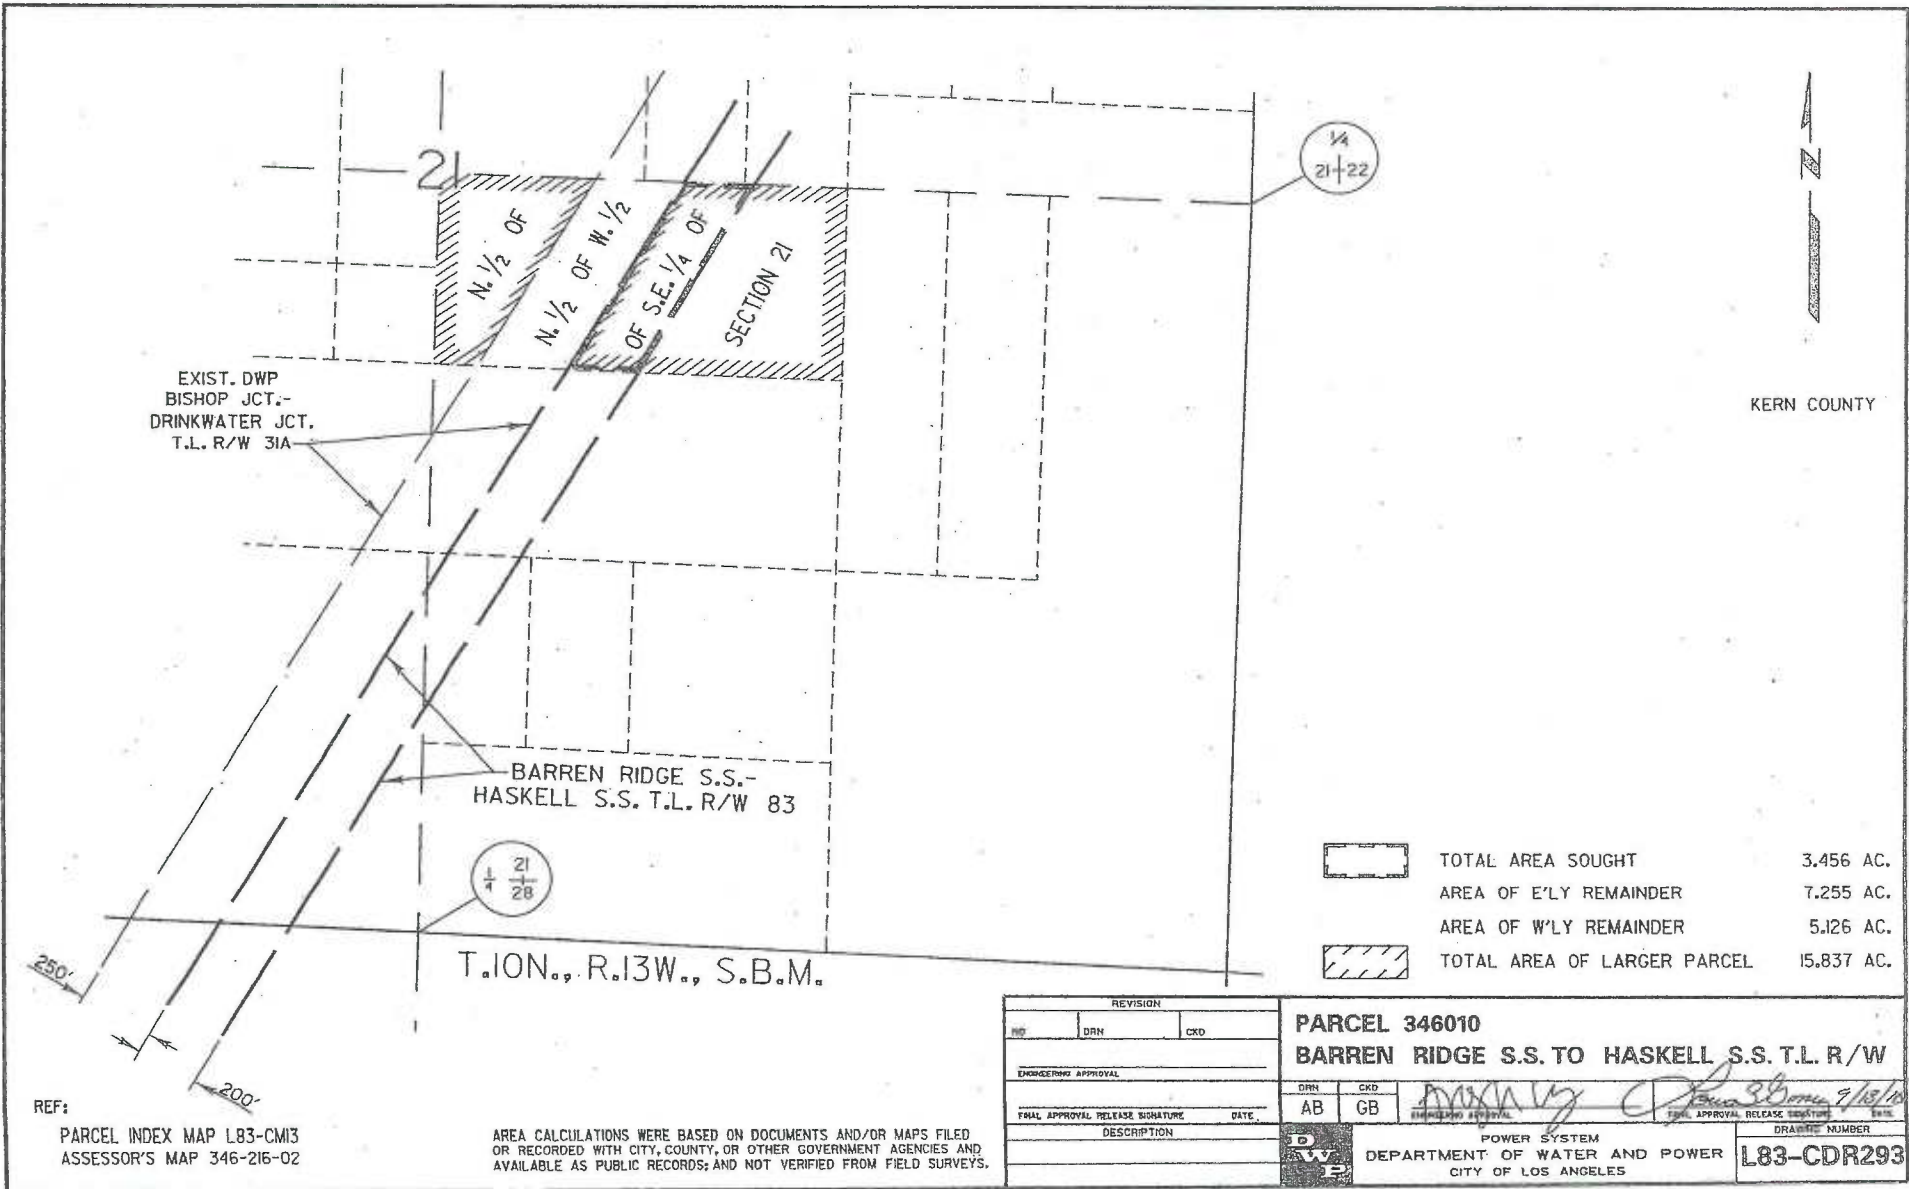 21
1/4
21 22
N
N. 1/2 OF
N. 1/2 OF W. 1/2
OF S.E. 1/4 OF
SECTION 21
EXIST. DWP
BISHOP JCT.-
DRINKWATER JCT.
T.L. R/W 31A
KERN COUNTY
BARREN RIDGE S.S.-
HASKELL S.S. T.L. R/W 83
1/4 21
28
T.10N., R.13W., S.B.M.
250'
200'
TOTAL AREA SOUGHT 3.456 AC.
AREA OF E'LY REMAINDER 7.255 AC.
AREA OF W'LY REMAINDER 5.126 AC.
TOTAL AREA OF LARGER PARCEL 15.837 AC.
REF:
PARCEL INDEX MAP L83-CM13
ASSESSOR'S MAP 346-216-02
AREA CALCULATIONS WERE BASED ON DOCUMENTS AND/OR MAPS FILED
OR RECORDED WITH CITY, COUNTY, OR OTHER GOVERNMENT AGENCIES AND
AVAILABLE AS PUBLIC RECORDS; AND NOT VERIFIED FROM FIELD SURVEYS.
REVISION
NO DRN CKD
ENGINEERING APPROVAL
FINAL APPROVAL RELEASE SIGNATURE DATE
DESCRIPTION
PARCEL 346010
BARREN RIDGE S.S. TO HASKELL S.S. T.L. R/W
DRN CKD
AB GB
ENGINEERING APPROVAL
FINAL APPROVAL RELEASE SIGNATURE DATE
DWP
POWER SYSTEM
DEPARTMENT OF WATER AND POWER
CITY OF LOS ANGELES
DRAWING NUMBER
L83-CDR293